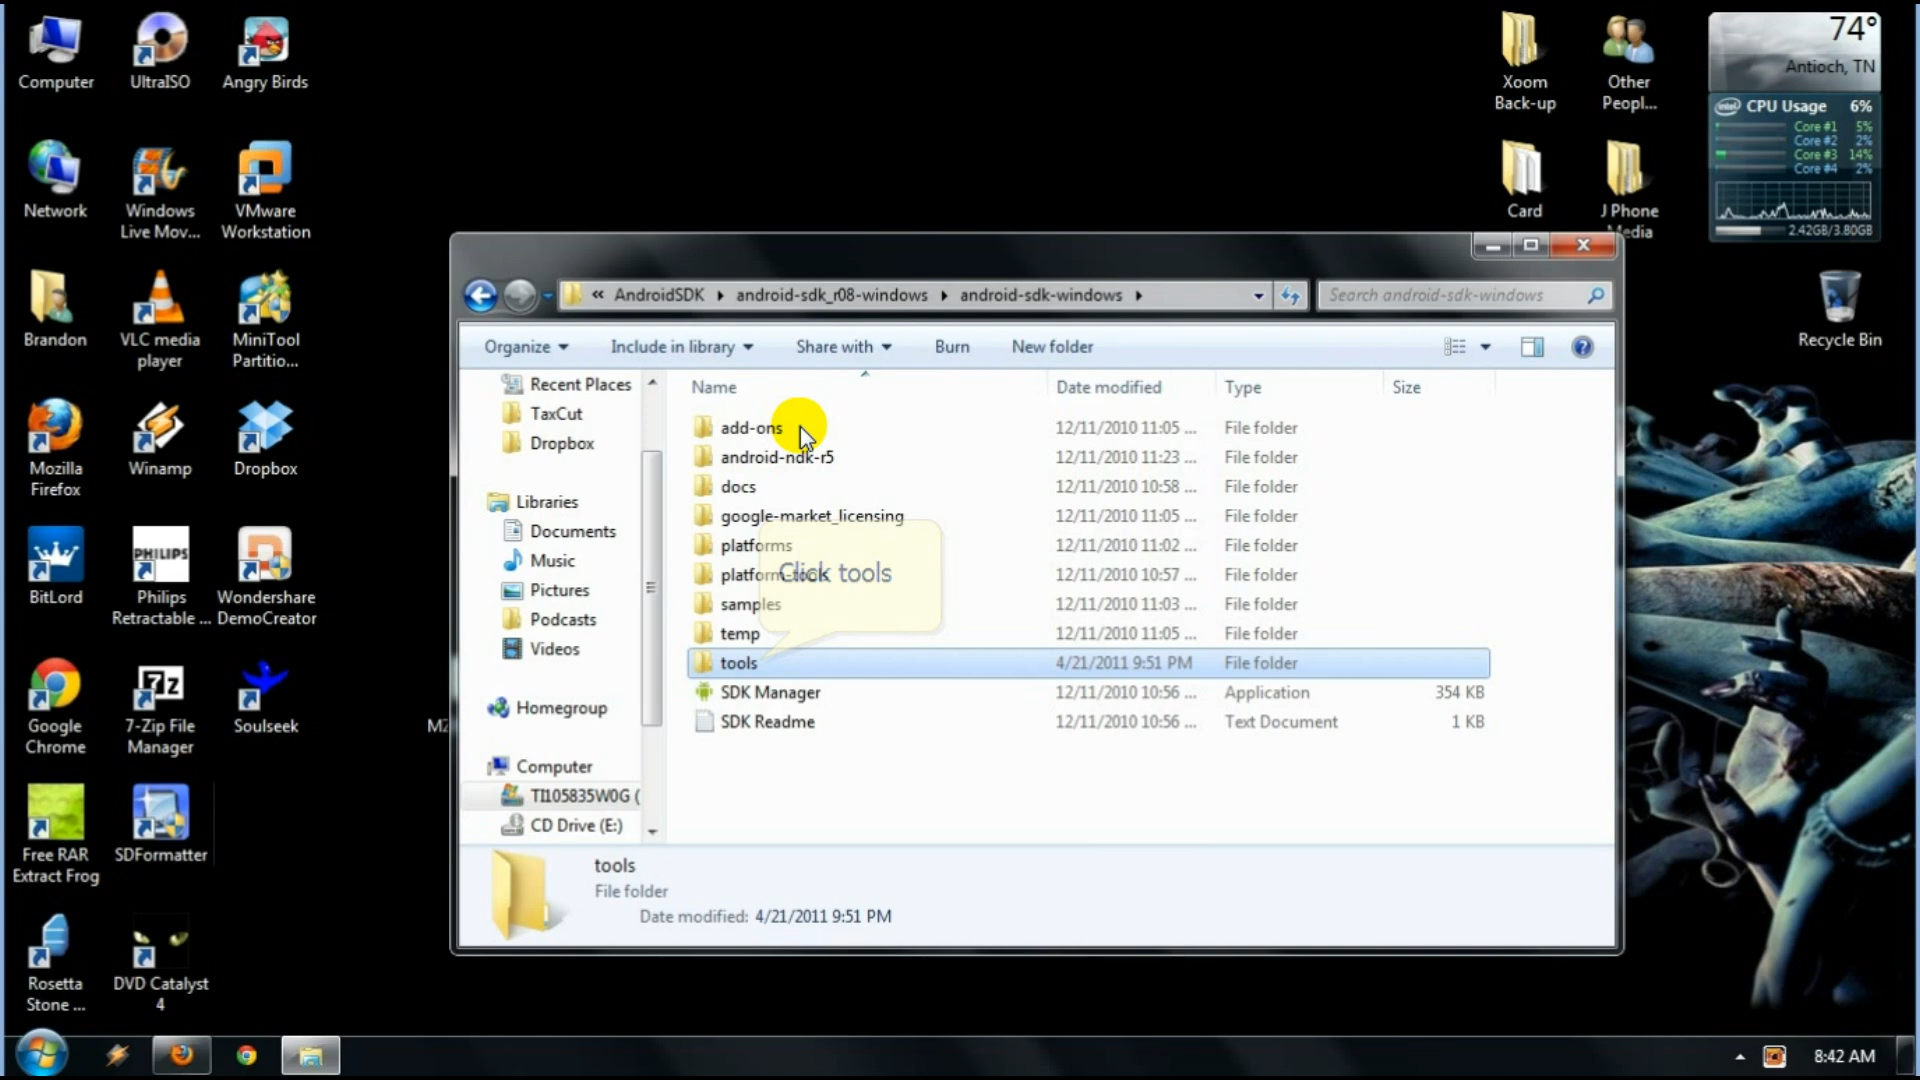 Computer
UltraISO
Angry Birds
Network
Windows
Live Mov...
VMware
Workstation
Brandon
VLC media
player
MiniTool
Partitio...
Mozilla
Firefox
Winamp
Dropbox
BitLord
PHILIPS
Philips
Retractable ...
Wondershare
DemoCreator
Google
Chrome
7z
7-Zip File
Manager
Soulseek
Free RAR
Extract Frog
SDFormatter
Rosetta
Stone ...
DVD Catalyst
4
Xoom
Back-up
Other
Peopl...
Card
J Phone
Media
74°
Antioch, TN
intel CPU Usage 6%
Core #1 5%
Core #2 2%
Core #3 14%
Core #4 2%
2.42GB/3.80GB
Recycle Bin
« AndroidSDK android-sdk_r08-windows android-sdk-windows
Search android-sdk-windows
Organize Include in library Share with Burn New folder
Recent Places
TaxCut
Dropbox
Libraries
Documents
Music
Pictures
Podcasts
Videos
Homegroup
Computer
TI105835W0G (
CD Drive (E:)
Name Date modified Type Size
add-ons 12/11/2010 11:05 ... File folder
android-ndk-r5 12/11/2010 11:23 ... File folder
docs 12/11/2010 10:58 ... File folder
google-market_licensing 12/11/2010 11:05 ... File folder
platforms 12/11/2010 11:02 ... File folder
platform-tools 12/11/2010 10:57 ... File folder
Click tools
samples 12/11/2010 11:03 ... File folder
temp 12/11/2010 11:05 ... File folder
tools 4/21/2011 9:51 PM File folder
SDK Manager 12/11/2010 10:56 ... Application 354 KB
SDK Readme 12/11/2010 10:56 ... Text Document 1 KB
tools
File folder
Date modified: 4/21/2011 9:51 PM
8:42 AM